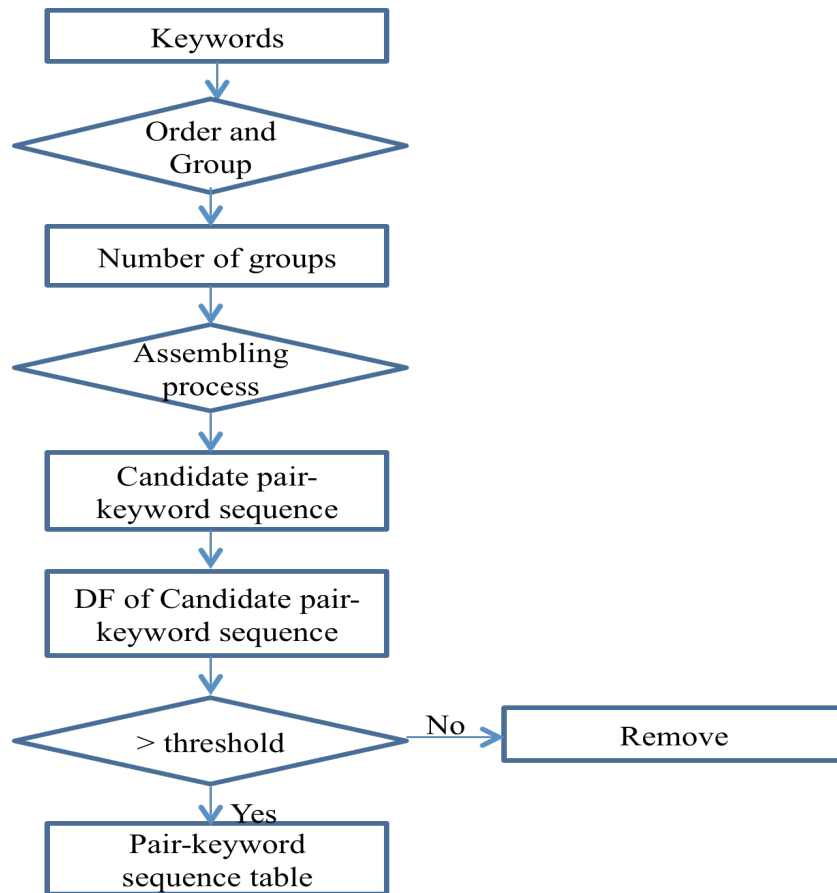 Keywords
Order and
Group
Number of groups
Assembling
process
Candidate pair-
keyword sequence
DF of Candidate pair-
keyword sequence
> threshold
No
Remove
Yes
Pair-keyword
sequence table